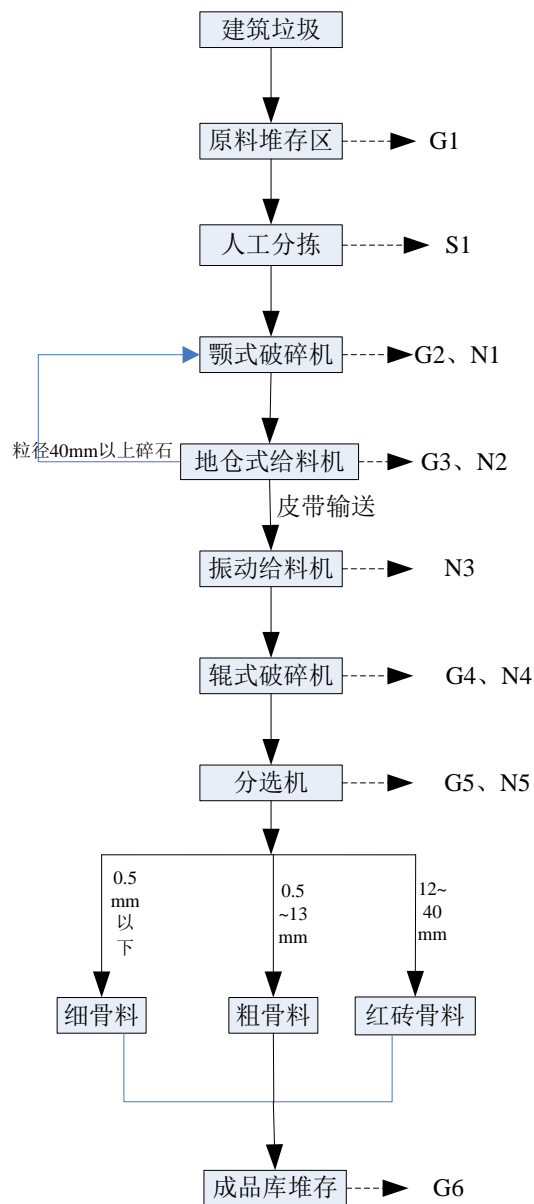 建筑垃圾
原料堆存区
G1
人工分拣
S1
颚式破碎机
G2、N1
粒径40mm以上碎石
地仓式给料机
G3、N2
皮带输送
振动给料机
N3
辊式破碎机
G4、N4
分选机
G5、N5
0.5
mm
以
下
0.5
~13
mm
12~
40
mm
细骨料
粗骨料
红砖骨料
成品库堆存
G6